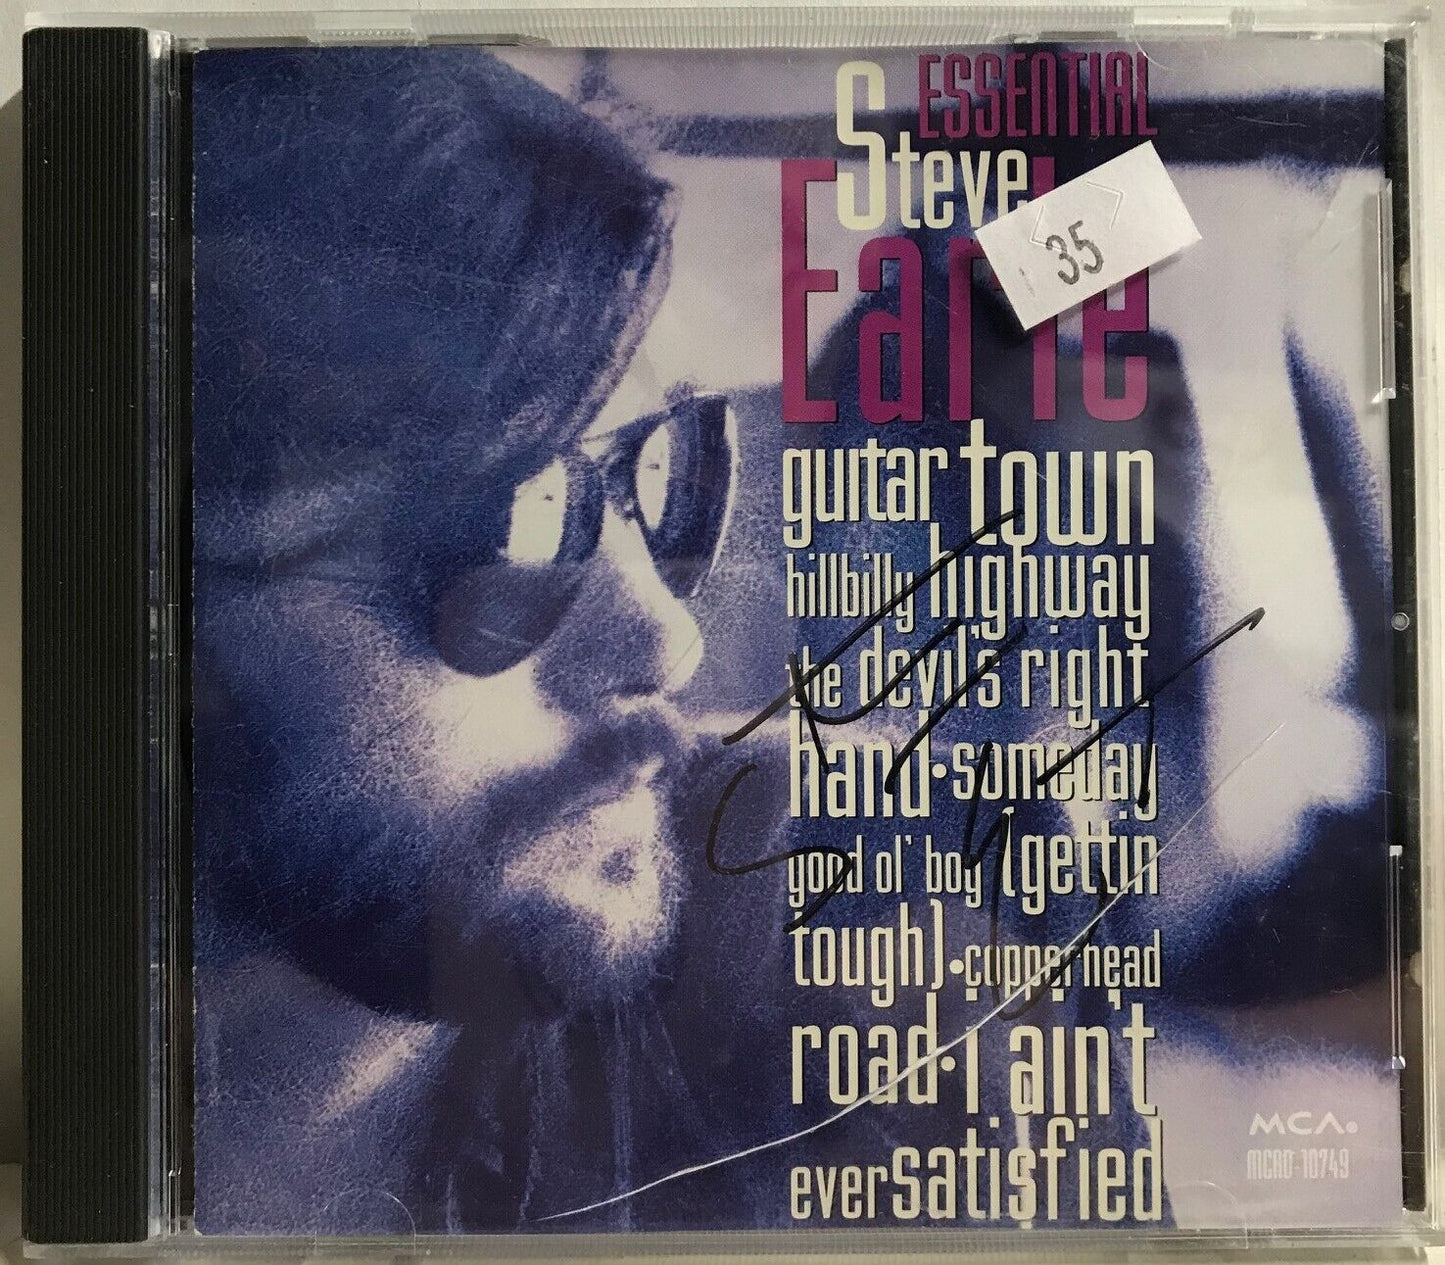 ESSENTIAL
Steve
Earle
35
guitar town
hillbilly highway
the devil's right
hand • someday
good ol' boy (gettin
tough) • copperhead
road • i ain't
ever satisfied
MCA.
MCAD-10749